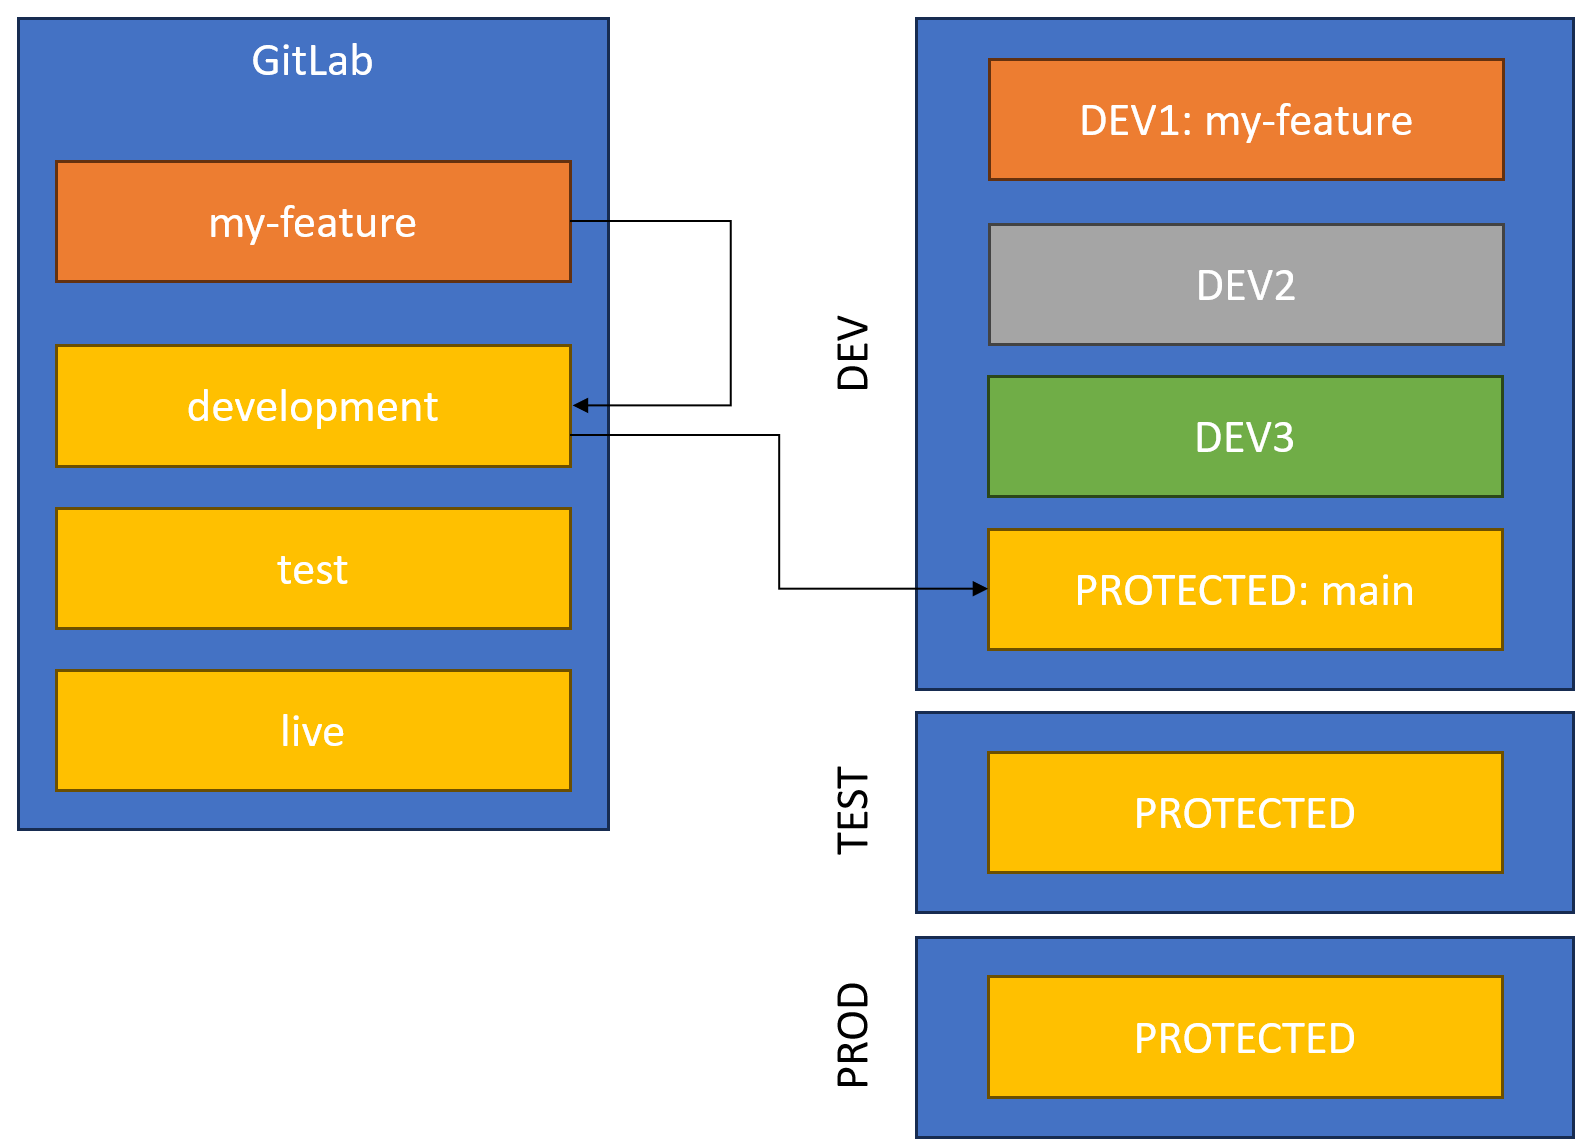 GitLab
my-feature
development
test
live
DEV
DEV1: my-feature
DEV2
DEV3
PROTECTED: main
TEST
PROTECTED
PROD
PROTECTED